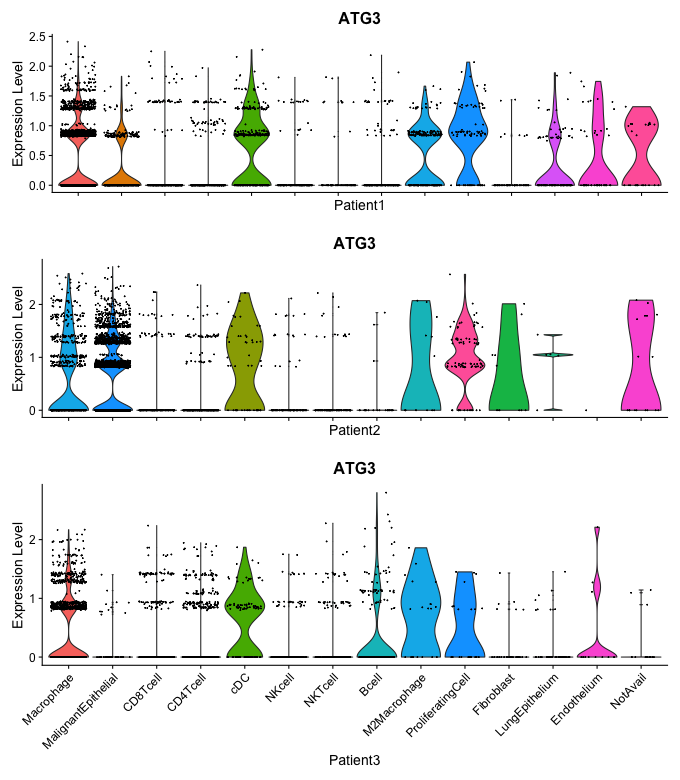 ATG3
Expression Level
2.5
2.0
1.5
1.0
0.5
0.0
Patient1
ATG3
Expression Level
2
1
0
Patient2
ATG3
Expression Level
2
1
0
Macrophage
MalignantEpithelial
CD8Tcell
CD4Tcell
cDC
NKcell
NKTcell
Bcell
M2Macrophage
ProliferatingCell
Fibroblast
LungEpithelium
Endothelium
NotAvail
Patient3